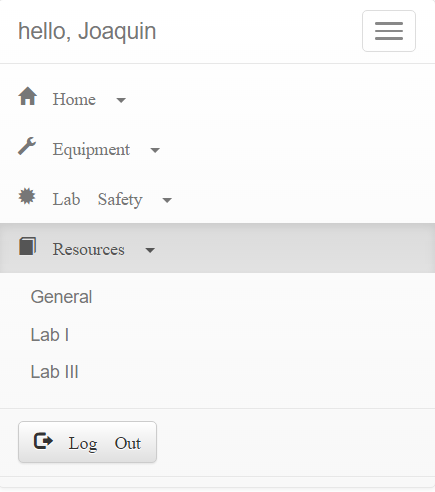 hello, Joaquin
Home
Equipment
Lab Safety
Resources
General
Lab I
Lab III
Log Out